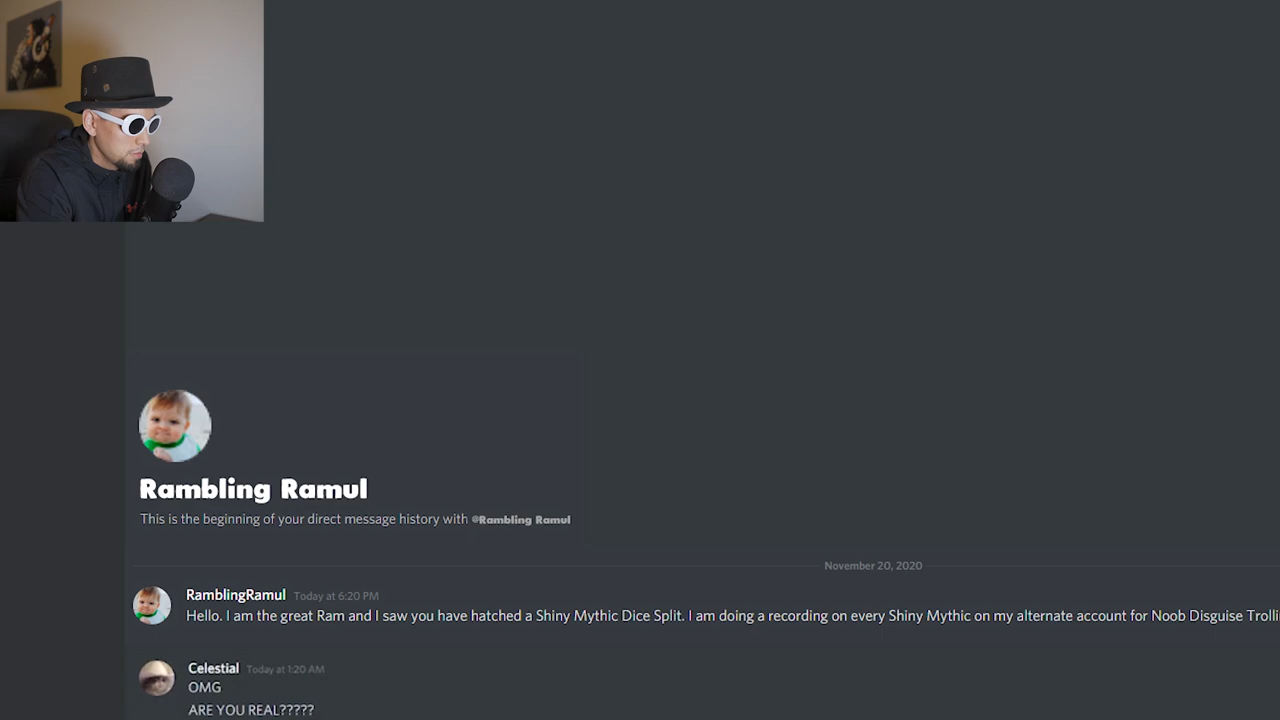 Rambling Ramul
This is the beginning of your direct message history with @Rambling Ramul
November 20, 2020
RamblingRamul Today at 6:20 PM
Hello. I am the great Ram and I saw you have hatched a Shiny Mythic Dice Split. I am doing a recording on every Shiny Mythic on my alternate account for Noob Disguise Trolli
Celestial Today at 1:20 AM
OMG
ARE YOU REAL?????